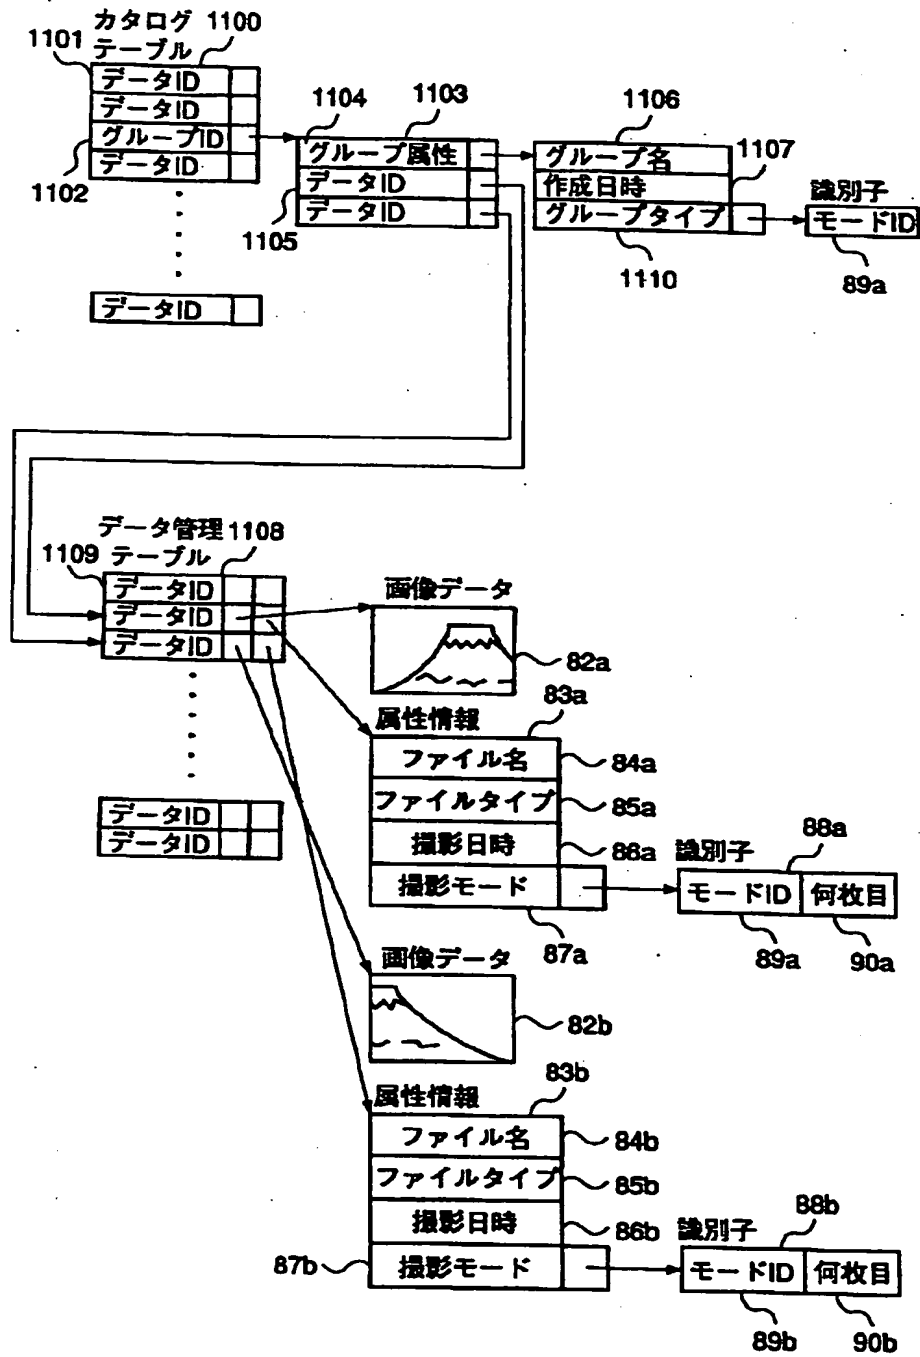 カタログ 1100
1101 テーブル
データID
データID
グループID
データID
1102
データID
1104 1103
グループ属性
データID
データID
1105
1106
グループ名 1107
作成日時
グループタイプ
1110
識別子
モードID
89a
データ管理 1108
1109 テーブル
データID
データID
データID
データID
データID
画像データ
82a
属性情報 83a
ファイル名 84a
ファイルタイプ 85a
撮影日時 86a
撮影モード
87a
識別子 88a
モードID 何枚目
89a 90a
画像データ
82b
属性情報 83b
ファイル名 84b
ファイルタイプ 85b
撮影日時 86b
87b 撮影モード
識別子 88b
モードID 何枚目
89b 90b